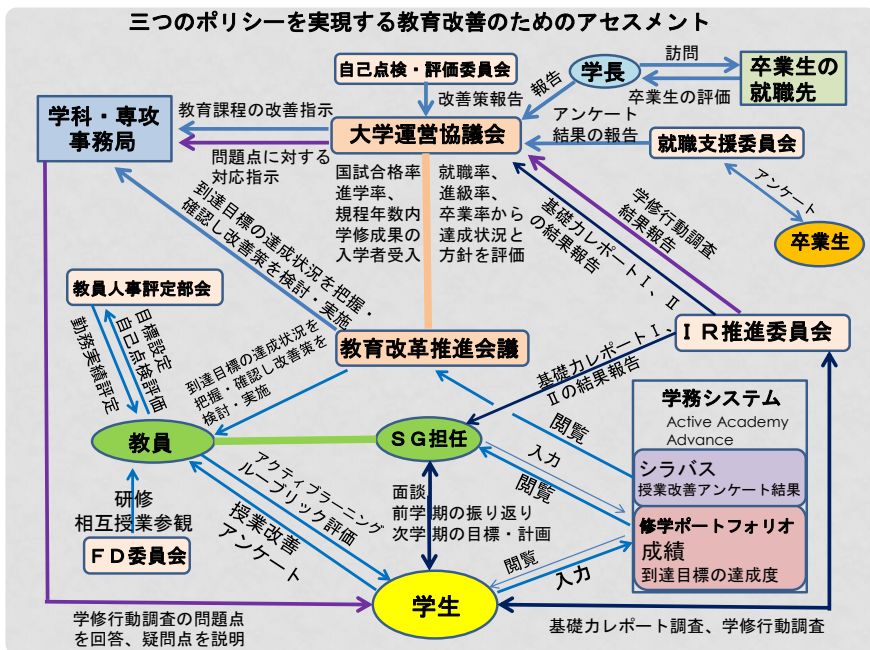 三つのポリシーを実現する教育改善のためのアセスメント
自己点検・評価委員会
学長
訪問
卒業生の評価
卒業生の
就職先
報告
改善策報告
学科・専攻
事務局
教育課程の改善指示
大学運営協議会
アンケート
結果の報告
就職支援委員会
問題点に対する
対応指示
アンケート
卒業生
国試合格率
進学率、
規程年数内
学修成果の
入学者受入
就職率、
進級率、
卒業率から
達成状況と
方針を評価
到達目標の達成状況を把握・
確認し改善策を検討・実施
基礎力レポートⅠ、Ⅱ
の結果報告
学修行動調査
結果報告
教員人事評定部会
目標設定
自己点検評価
勤務実績評定
到達目標の達成状況を
把握・確認し改善策を
検討・実施
教育改革推進会議
ＩＲ推進委員会
基礎力レポートⅠ、
Ⅱの結果報告
学務システム
Active Academy
Advance
シラバス
授業改善アンケート結果
修学ポートフォリオ
成績
到達目標の達成度
教員
ＳＧ担任
閲覧
入力
閲覧
研修
相互授業参観
ＦＤ委員会
アクティブラーニング
ルーブリック評価
授業改善
アンケート
面談、
前学期の振り返り
次学期の目標・計画
閲覧
入力
学生
学修行動調査の問題点
を回答、疑問点を説明
基礎力レポート調査、学修行動調査